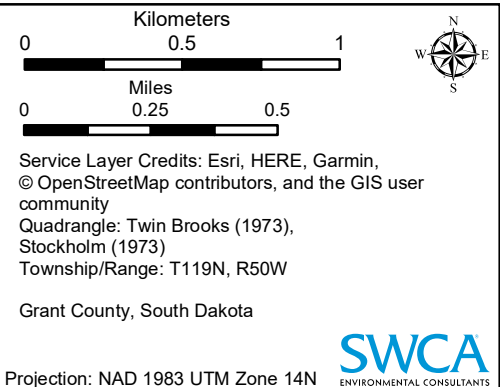 Kilometers
0 0.5 1
Miles
0 0.25 0.5
N
W E
S
Service Layer Credits: Esri, HERE, Garmin,
© OpenStreetMap contributors, and the GIS user
community
Quadrangle: Twin Brooks (1973),
Stockholm (1973)
Township/Range: T119N, R50W
Grant County, South Dakota
Projection: NAD 1983 UTM Zone 14N
SWCA
ENVIRONMENTAL CONSULTANTS